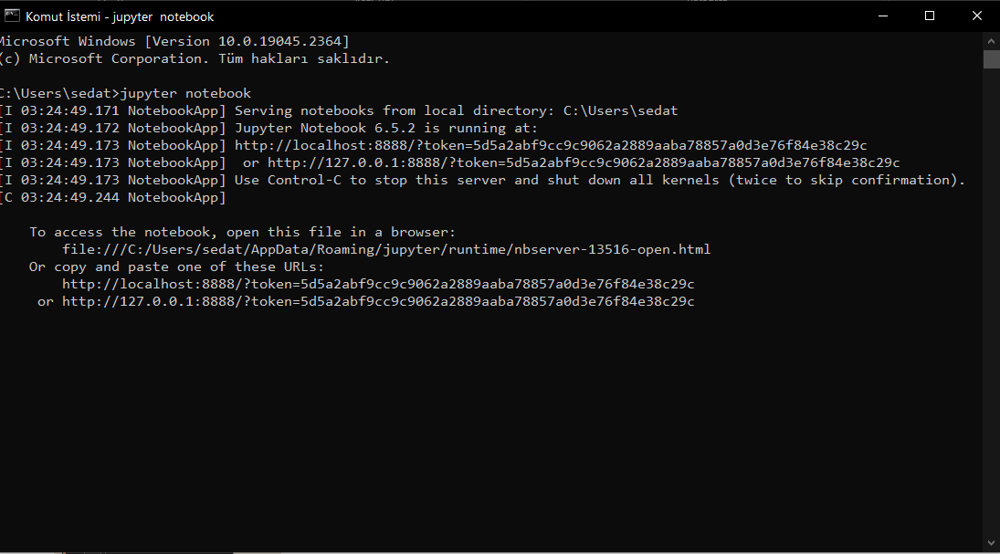 Komut İstemi - jupyter notebook
Microsoft Windows [Version 10.0.19045.2364]
(c) Microsoft Corporation. Tüm hakları saklıdır.
C:\Users\sedat>jupyter notebook
[I 03:24:49.171 NotebookApp] Serving notebooks from local directory: C:\Users\sedat
[I 03:24:49.172 NotebookApp] Jupyter Notebook 6.5.2 is running at:
[I 03:24:49.173 NotebookApp] http://localhost:8888/?token=5d5a2abf9cc9c9062a2889aaba78857a0d3e76f84e38c29c
[I 03:24:49.173 NotebookApp]  or http://127.0.0.1:8888/?token=5d5a2abf9cc9c9062a2889aaba78857a0d3e76f84e38c29c
[I 03:24:49.173 NotebookApp] Use Control-C to stop this server and shut down all kernels (twice to skip confirmation).
[C 03:24:49.244 NotebookApp]
To access the notebook, open this file in a browser:
file:///C:/Users/sedat/AppData/Roaming/jupyter/runtime/nbserver-13516-open.html
Or copy and paste one of these URLs:
http://localhost:8888/?token=5d5a2abf9cc9c9062a2889aaba78857a0d3e76f84e38c29c
or http://127.0.0.1:8888/?token=5d5a2abf9cc9c9062a2889aaba78857a0d3e76f84e38c29c